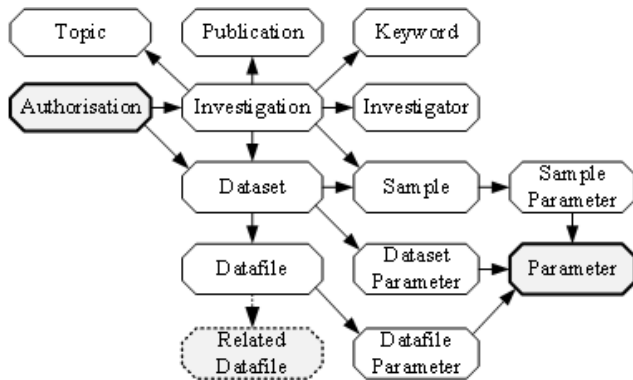 Topic
Publication
Keyword
Authorisation
Investigation
Investigator
Dataset
Sample
Sample
Parameter
Datafile
Dataset
Parameter
Parameter
Related
Datafile
Datafile
Parameter